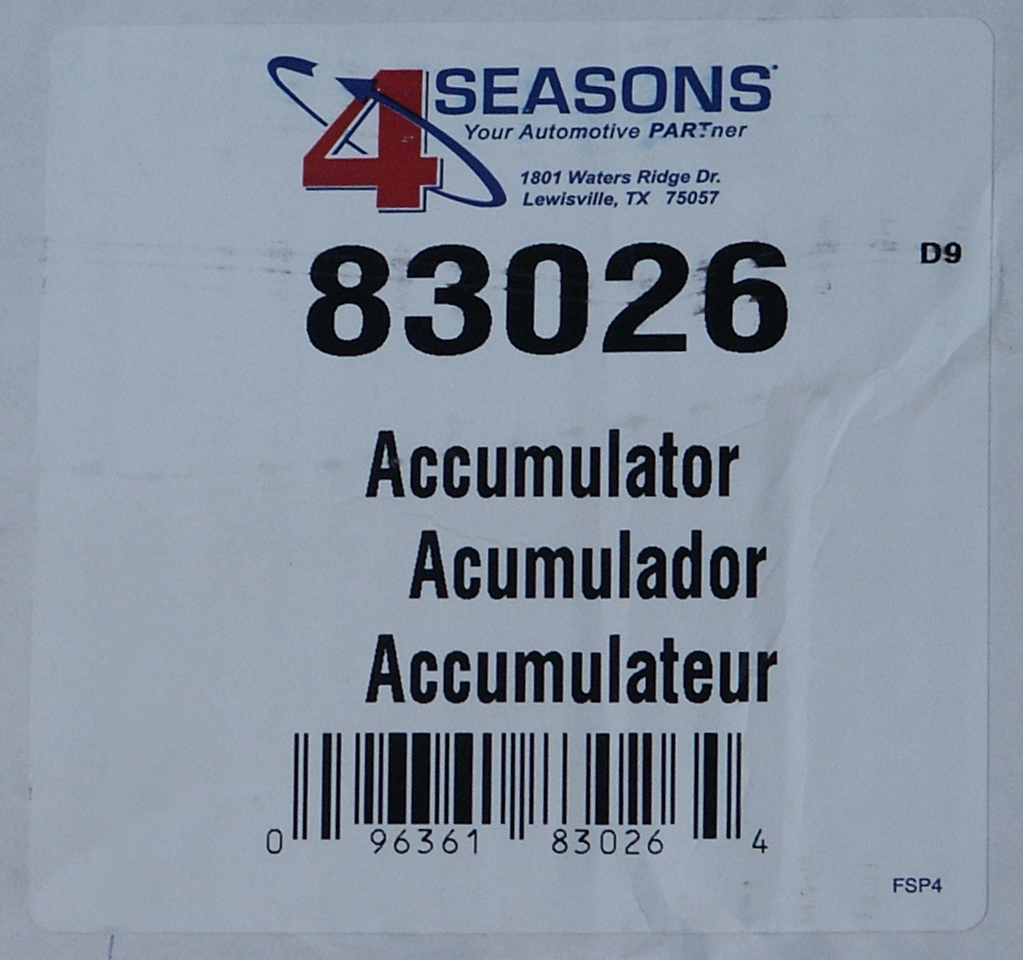 4 SEASONS
Your Automotive PARTner
1801 Waters Ridge Dr.
Lewisville, TX 75057
83026
D9
Accumulator
Acumulador
Accumulateur
0 96361 83026 4
FSP4